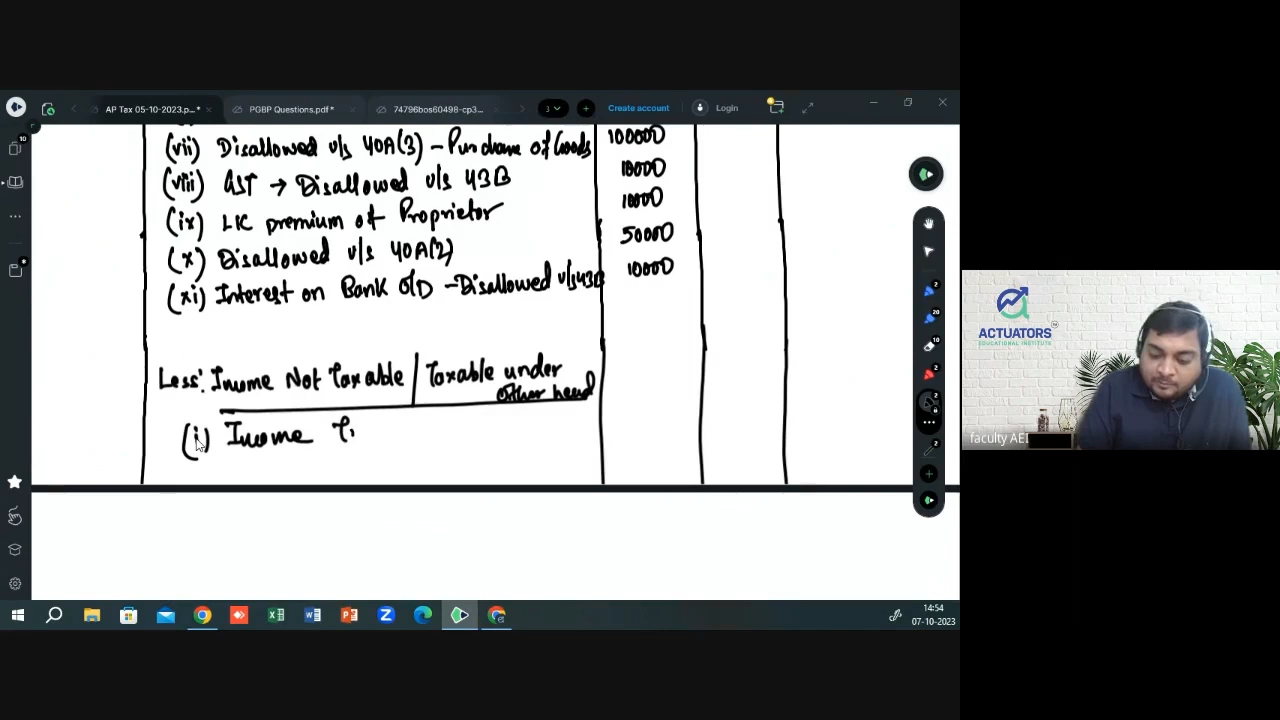 AP Tax 05-10-2023.p... *
PGBP Questions.pdf *
74796bos60498-cp3...
3
Create account
Login
(vii) Disallowed u/s 40A(3) - Purchase of Goods 100000
(viii) GST → Disallowed u/s 43B 10000
(ix) LIC premium of Proprietor 10000
(x) Disallowed u/s 40A(2) 50000
(xi) Interest on Bank O/D - Disallowed u/s 43B 10000
Less: Income Not Taxable | Taxable under
other head
(i) Income
ACTUATORS
EDUCATIONAL INSTITUTE
faculty AEI
14:54
07-10-2023